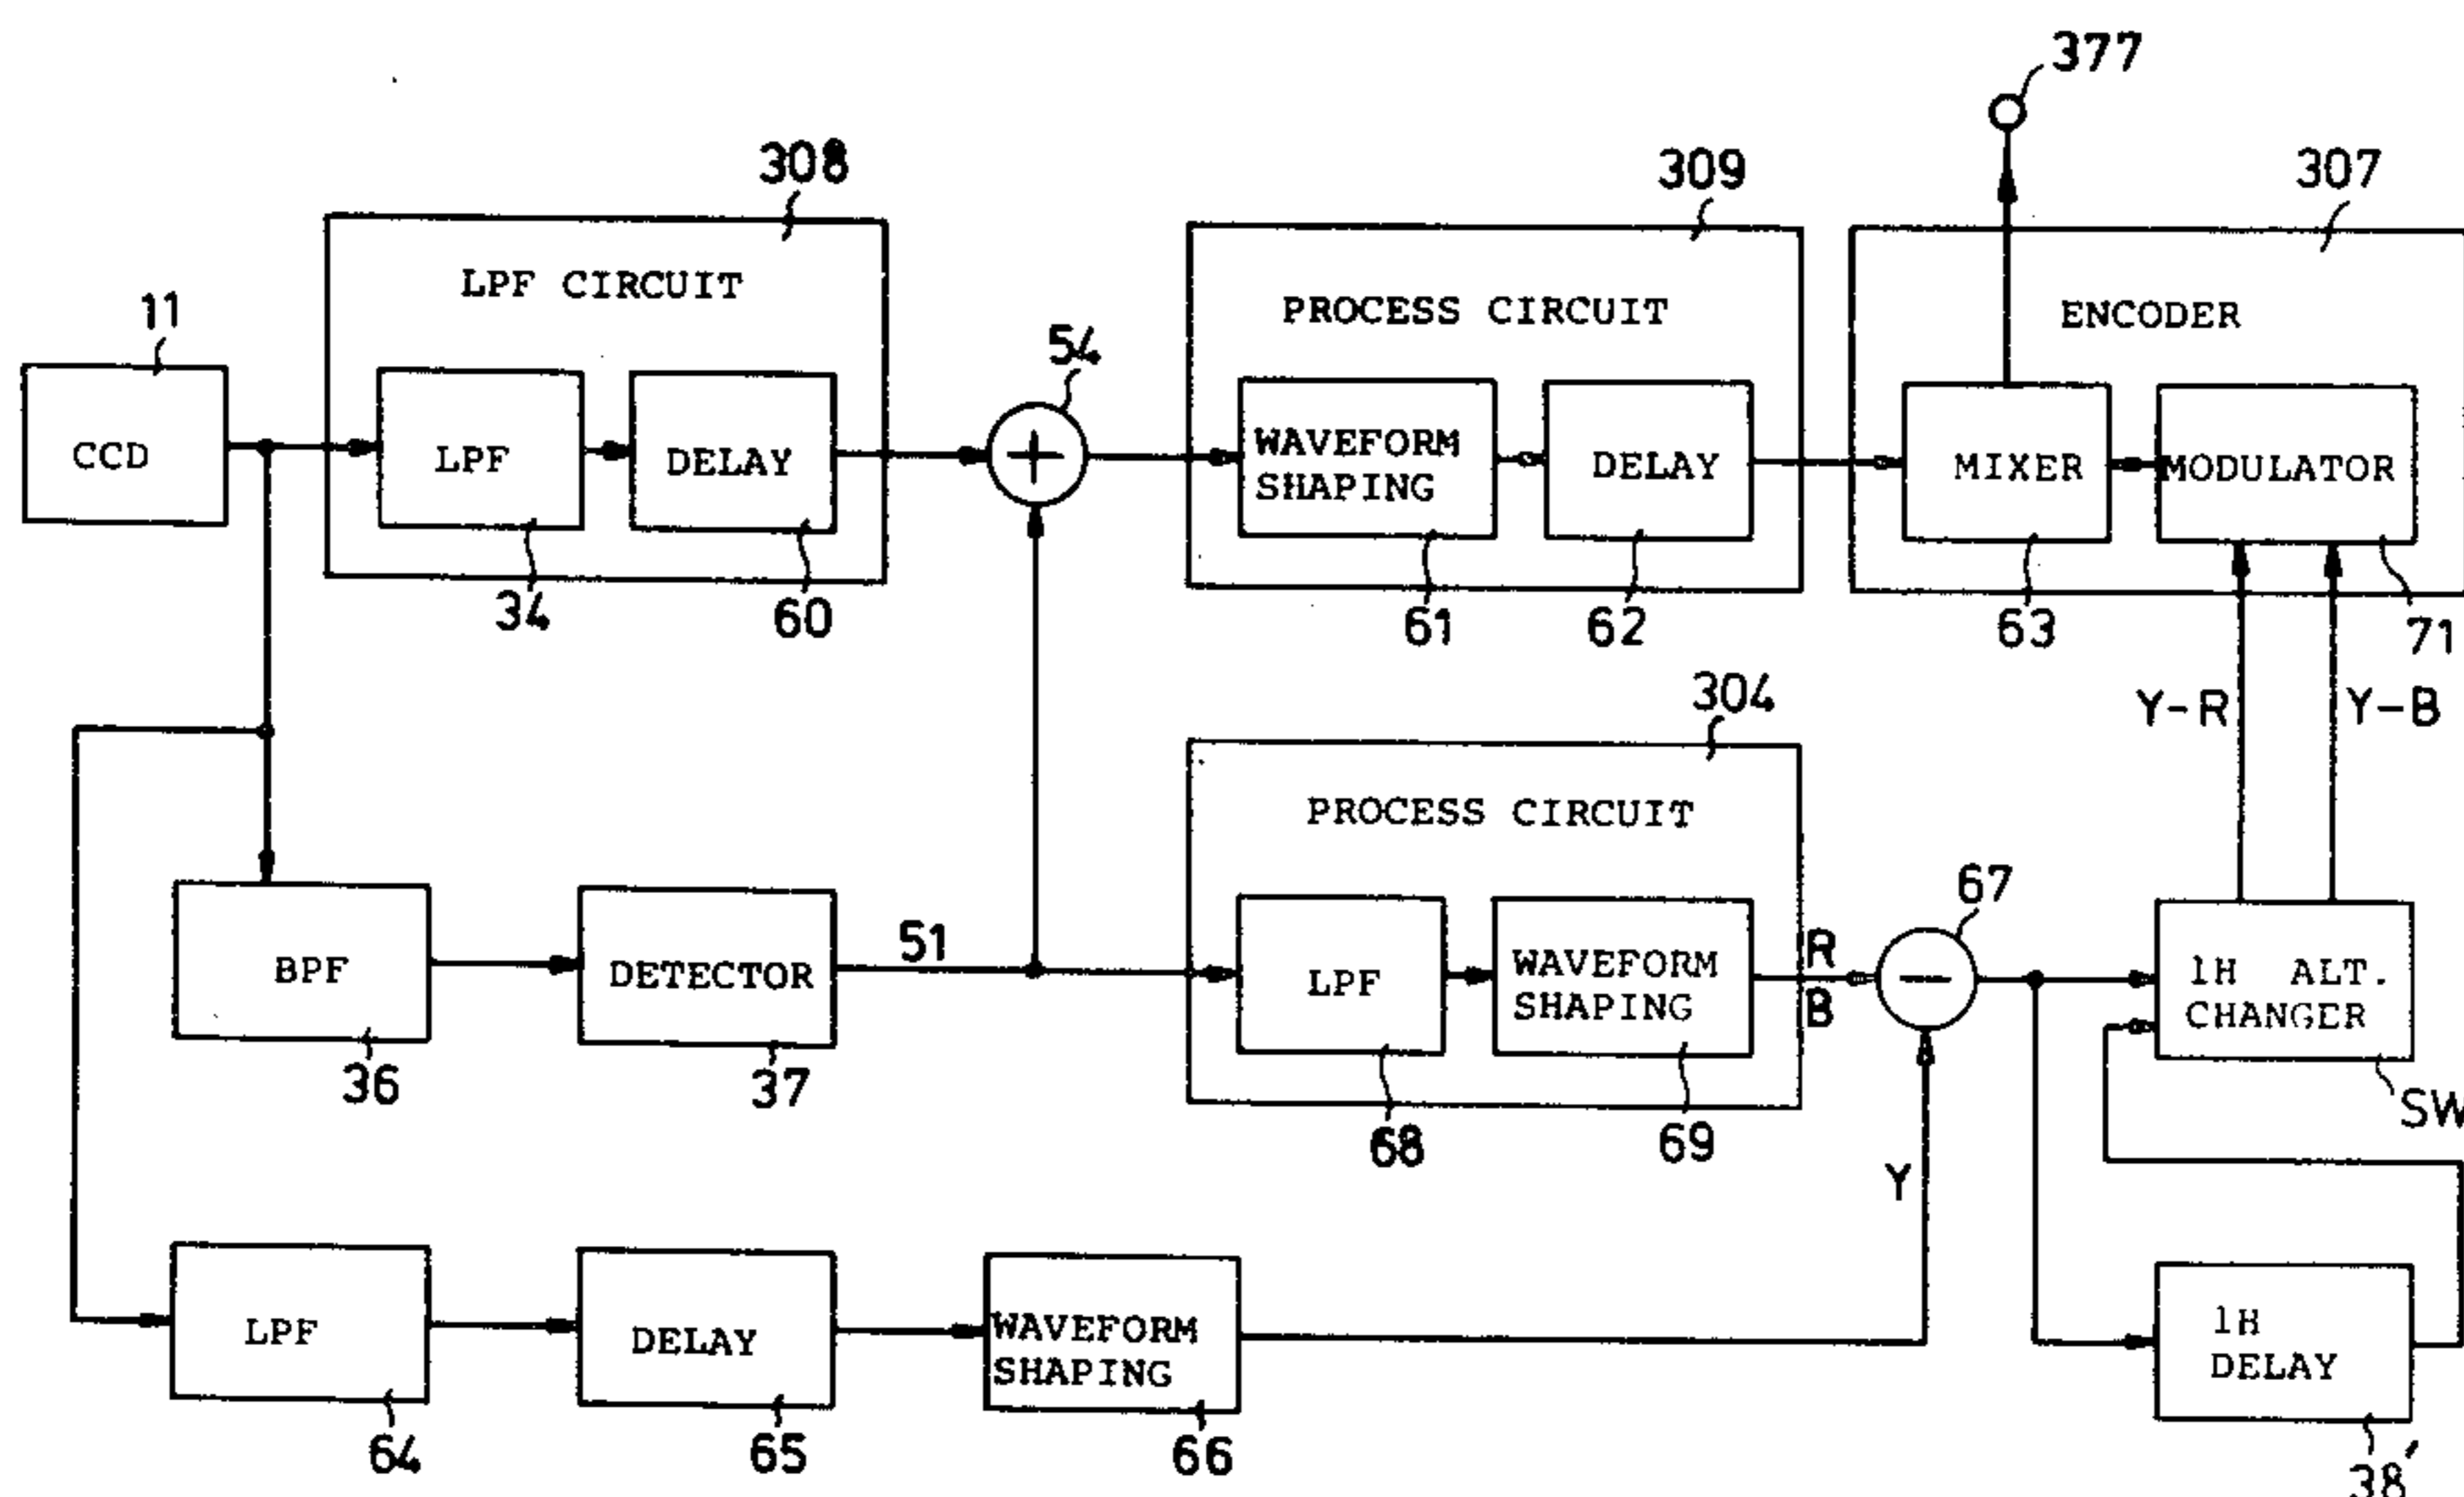 377
308
309
307
LPF CIRCUIT
PROCESS CIRCUIT
ENCODER
11
54
CCD
LPF
DELAY
+
WAVEFORM
SHAPING
DELAY
MIXER
MODULATOR
34
60
61
62
63
71
304
Y-R
Y-B
PROCESS CIRCUIT
67
51
BPF
DETECTOR
LPF
WAVEFORM
SHAPING
R
B
−
1H ALT.
CHANGER
36
37
68
69
SW
Y
LPF
DELAY
WAVEFORM
SHAPING
1H
DELAY
64
65
66
38'